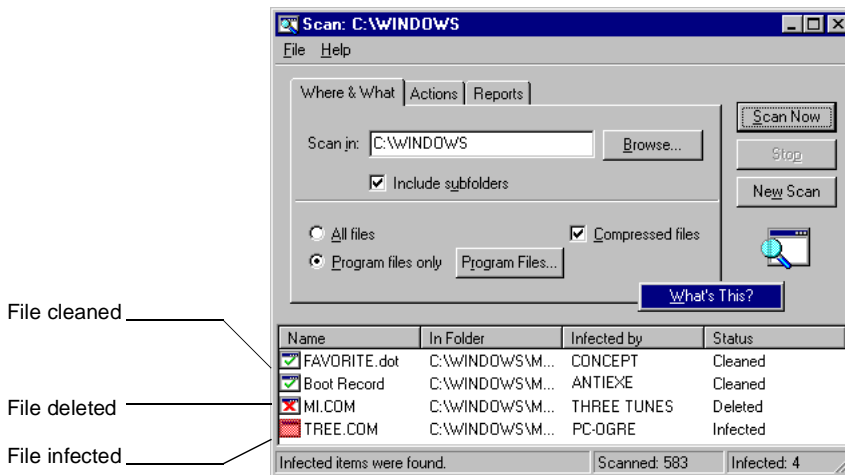 Scan: C:\WINDOWS
File Help
Where & What Actions Reports
Scan Now
Scan in: C:\WINDOWS Browse...
Stop
Include subfolders
New Scan
All files Compressed files
Program files only Program Files...
What's This?
File cleaned
Name In Folder Infected by Status
FAVORITE.dot C:\WINDOWS\M... CONCEPT Cleaned
Boot Record C:\WINDOWS\M... ANTIEXE Cleaned
File deleted
MI.COM C:\WINDOWS\M... THREE TUNES Deleted
TREE.COM C:\WINDOWS\M... PC-OGRE Infected
File infected
Infected items were found. Scanned: 583 Infected: 4